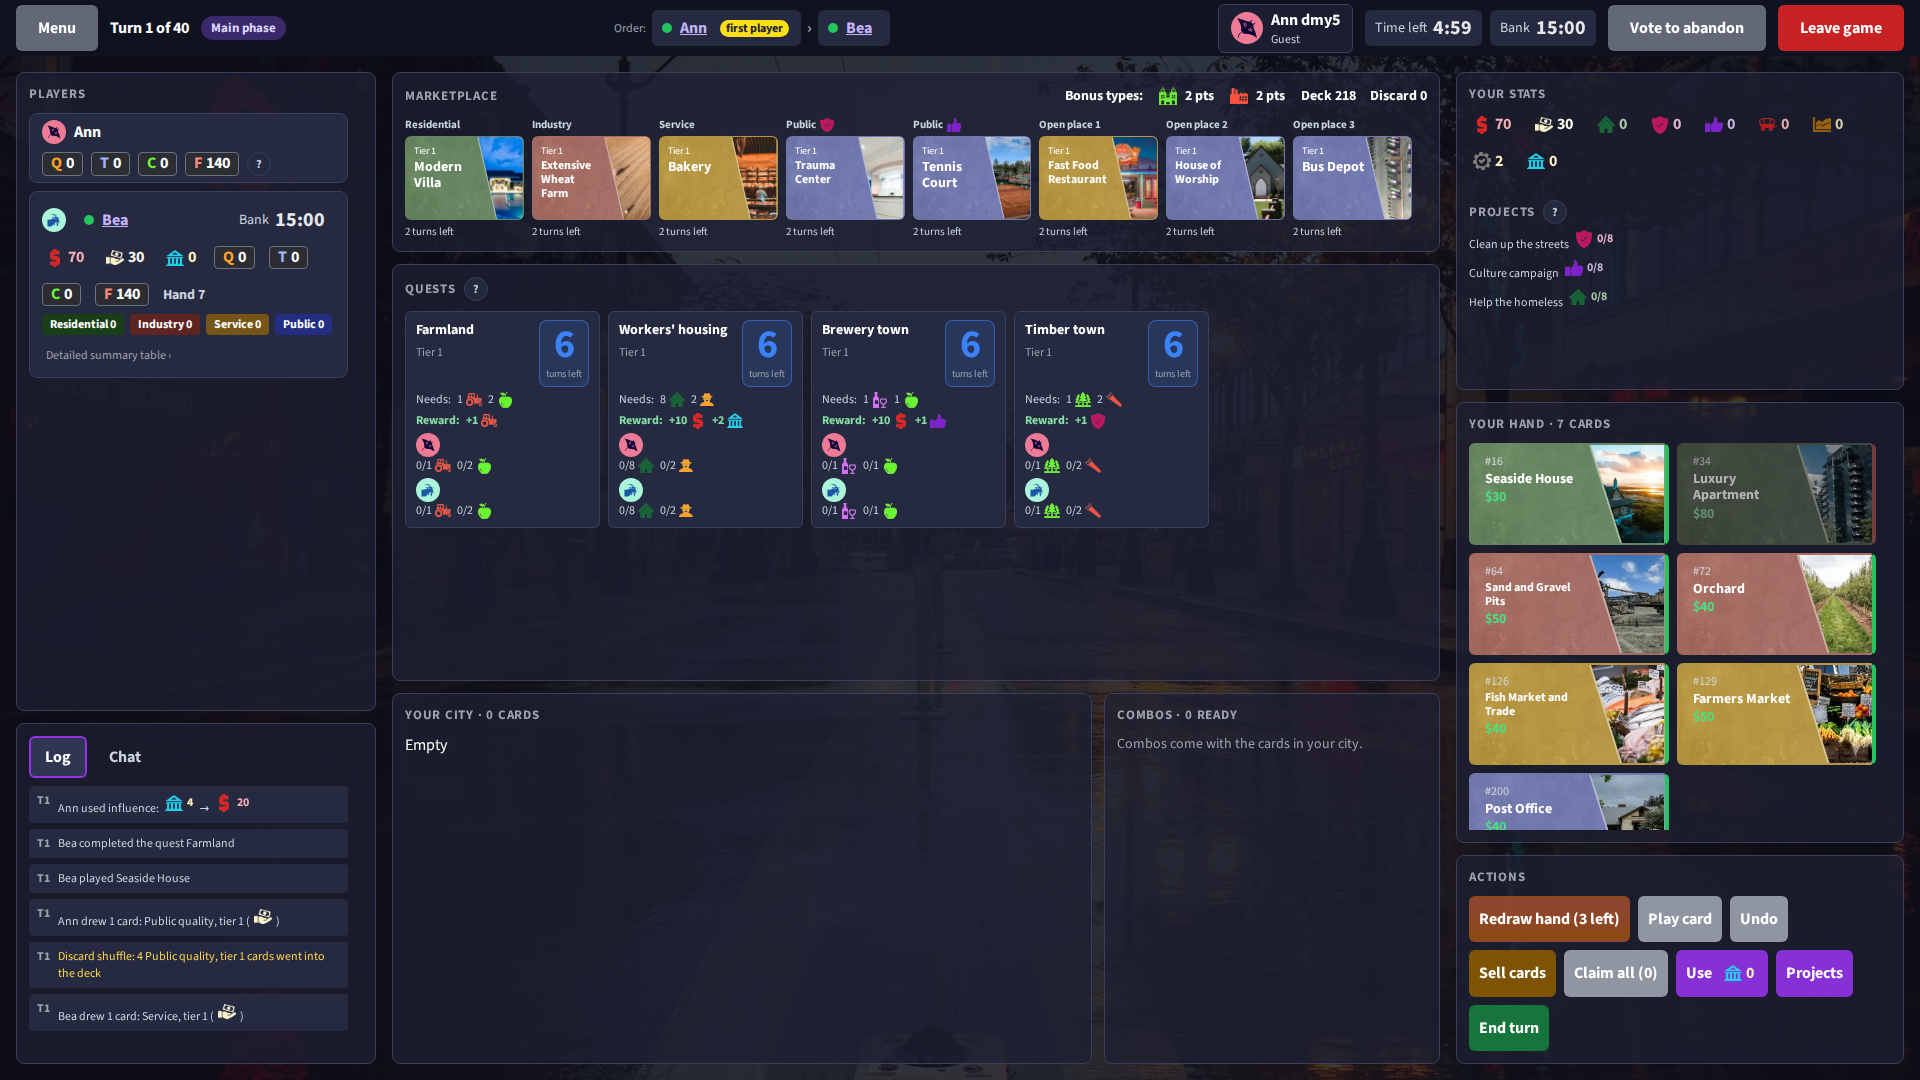 Menu
Turn 1 of 40
Main phase
Order:
Ann
first player
›
Bea
Ann dmy5
Guest
Time left 4:59
Bank 15:00
Vote to abandon
Leave game
PLAYERS
Ann
Q 0
T 0
C 0
F 140
?
Bea
Bank 15:00
70
30
0
Q 0
T 0
C 0
F 140
Hand 7
Residential 0
Industry 0
Service 0
Public 0
Detailed summary table ›
Log
Chat
T1 Ann used influence: 4 → 20
T1 Bea completed the quest Farmland
T1 Bea played Seaside House
T1 Ann drew 1 card: Public quality, tier 1 ( )
T1 Discard shuffle: 4 Public quality, tier 1 cards went into
the deck
T1 Bea drew 1 card: Service, tier 1 ( )
MARKETPLACE
Bonus types: 2 pts 2 pts Deck 218 Discard 0
Residential
Tier 1
Modern
Villa
2 turns left
Industry
Tier 1
Extensive
Wheat
Farm
2 turns left
Service
Tier 1
Bakery
2 turns left
Public
Tier 1
Trauma
Center
2 turns left
Public
Tier 1
Tennis
Court
2 turns left
Open place 1
Tier 1
Fast Food
Restaurant
2 turns left
Open place 2
Tier 1
House of
Worship
2 turns left
Open place 3
Tier 1
Bus Depot
2 turns left
QUESTS ?
Farmland
Tier 1
6
turns left
Needs: 1 2
Reward: +1
0/1 0/2
0/1 0/2
Workers' housing
Tier 1
6
turns left
Needs: 8 2
Reward: +10 +2
0/8 0/2
0/8 0/2
Brewery town
Tier 1
6
turns left
Needs: 1 1
Reward: +10 +1
0/1 0/1
0/1 0/1
Timber town
Tier 1
6
turns left
Needs: 1 2
Reward: +1
0/1 0/2
0/1 0/2
YOUR CITY · 0 CARDS
Empty
COMBOS · 0 READY
Combos come with the cards in your city.
YOUR STATS
70
30
0
0
0
0
0
2
0
PROJECTS ?
Clean up the streets 0/8
Culture campaign 0/8
Help the homeless 0/8
YOUR HAND · 7 CARDS
#16
Seaside House
$30
#34
Luxury
Apartment
$80
#64
Sand and Gravel
Pits
$50
#72
Orchard
$40
#126
Fish Market and
Trade
$40
#129
Farmers Market
$50
#200
Post Office
$40
ACTIONS
Redraw hand (3 left)
Play card
Undo
Sell cards
Claim all (0)
Use 0
Projects
End turn